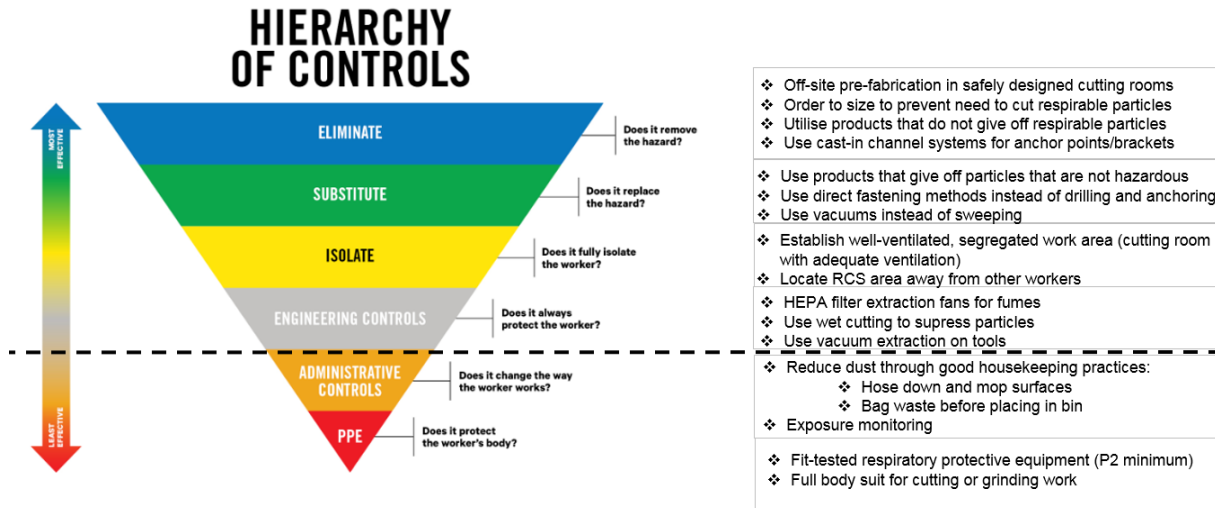 HIERARCHY
OF CONTROLS
MOST
EFFECTIVE
LEAST
EFFECTIVE
ELIMINATE
Does it remove
the hazard?
SUBSTITUTE
Does it replace
the hazard?
ISOLATE
Does it fully isolate
the worker?
ENGINEERING CONTROLS
Does it always
protect the worker?
ADMINISTRATIVE
CONTROLS
Does it change the way
the worker works?
PPE
Does it protect
the worker's body?
❖ Off-site pre-fabrication in safely designed cutting rooms
❖ Order to size to prevent need to cut respirable particles
❖ Utilise products that do not give off respirable particles
❖ Use cast-in channel systems for anchor points/brackets
❖ Use products that give off particles that are not hazardous
❖ Use direct fastening methods instead of drilling and anchoring
❖ Use vacuums instead of sweeping
❖ Establish well-ventilated, segregated work area (cutting room
with adequate ventilation)
❖ Locate RCS area away from other workers
❖ HEPA filter extraction fans for fumes
❖ Use wet cutting to supress particles
❖ Use vacuum extraction on tools
❖ Reduce dust through good housekeeping practices:
❖ Hose down and mop surfaces
❖ Bag waste before placing in bin
❖ Exposure monitoring
❖ Fit-tested respiratory protective equipment (P2 minimum)
❖ Full body suit for cutting or grinding work